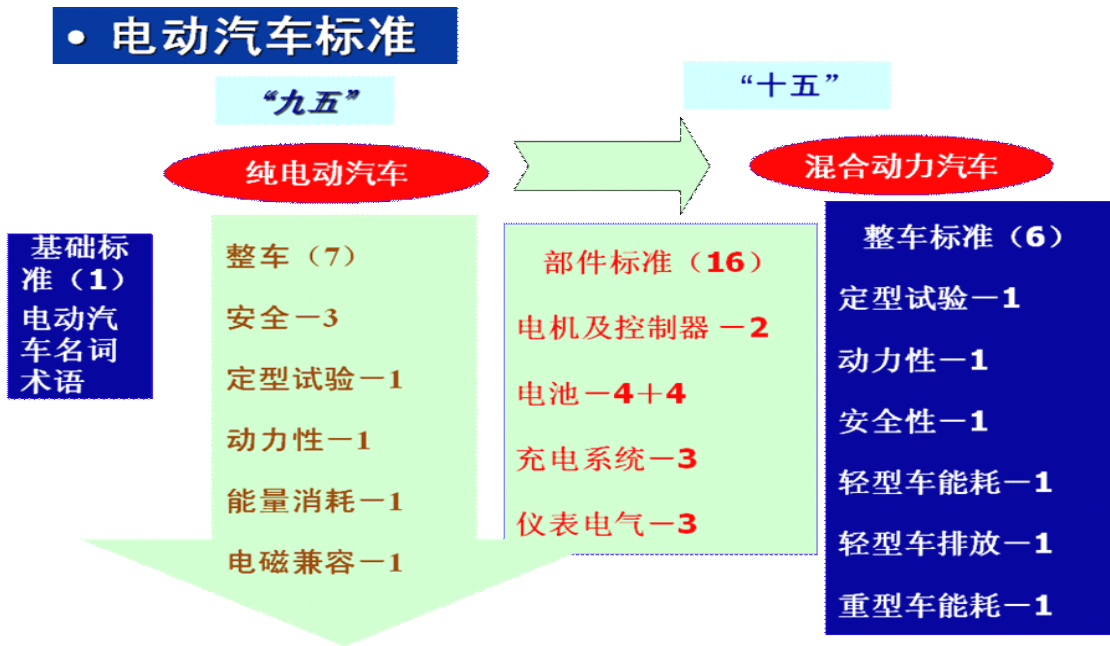 • 电动汽车标准
“九五”
“十五”
纯电动汽车
混合动力汽车
基础标
准（1）
电动汽
车名词
术语
整车（7）
安全－3
定型试验－1
动力性－1
能量消耗－1
电磁兼容－1
部件标准（16）
电机及控制器 －2
电池－4＋4
充电系统－3
仪表电气－3
整车标准（6）
定型试验－1
动力性－1
安全性－1
轻型车能耗－1
轻型车排放－1
重型车能耗－1